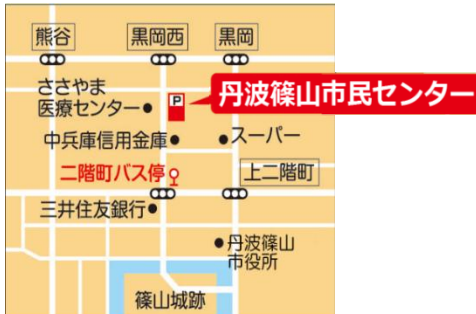 熊谷
黒岡西
黒岡
ささやま
医療センター
P
丹波篠山市民センター
中兵庫信用金庫
スーパー
二階町バス停
上二階町
三井住友銀行
丹波篠山
市役所
篠山城跡